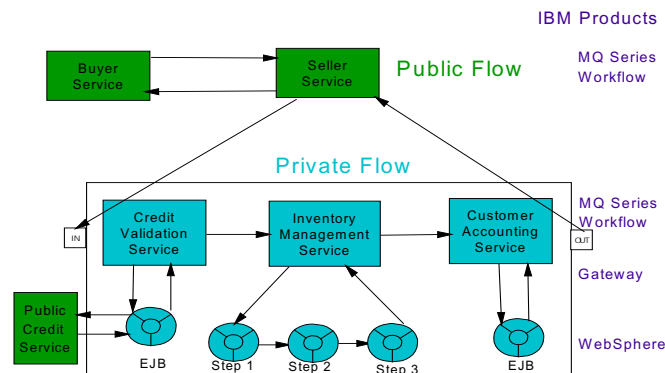 IBM Products
Buyer
Service
Seller
Service
Public Flow
MQ Series
Workflow
Private Flow
IN
Credit
Validation
Service
Inventory
Management
Service
Customer
Accounting
Service
OUT
MQ Series
Workflow
Gateway
Public
Credit
Service
EJB
Step 1
Step 2
Step 3
EJB
WebSphere